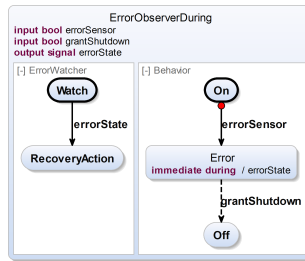 ErrorObserverDuring
input bool errorSensor
input bool grantShutdown
output signal errorState
[-] ErrorWatcher
Watch
errorState
RecoveryAction
[-] Behavior
On
errorSensor
Error
immediate during / errorState
grantShutdown
Off